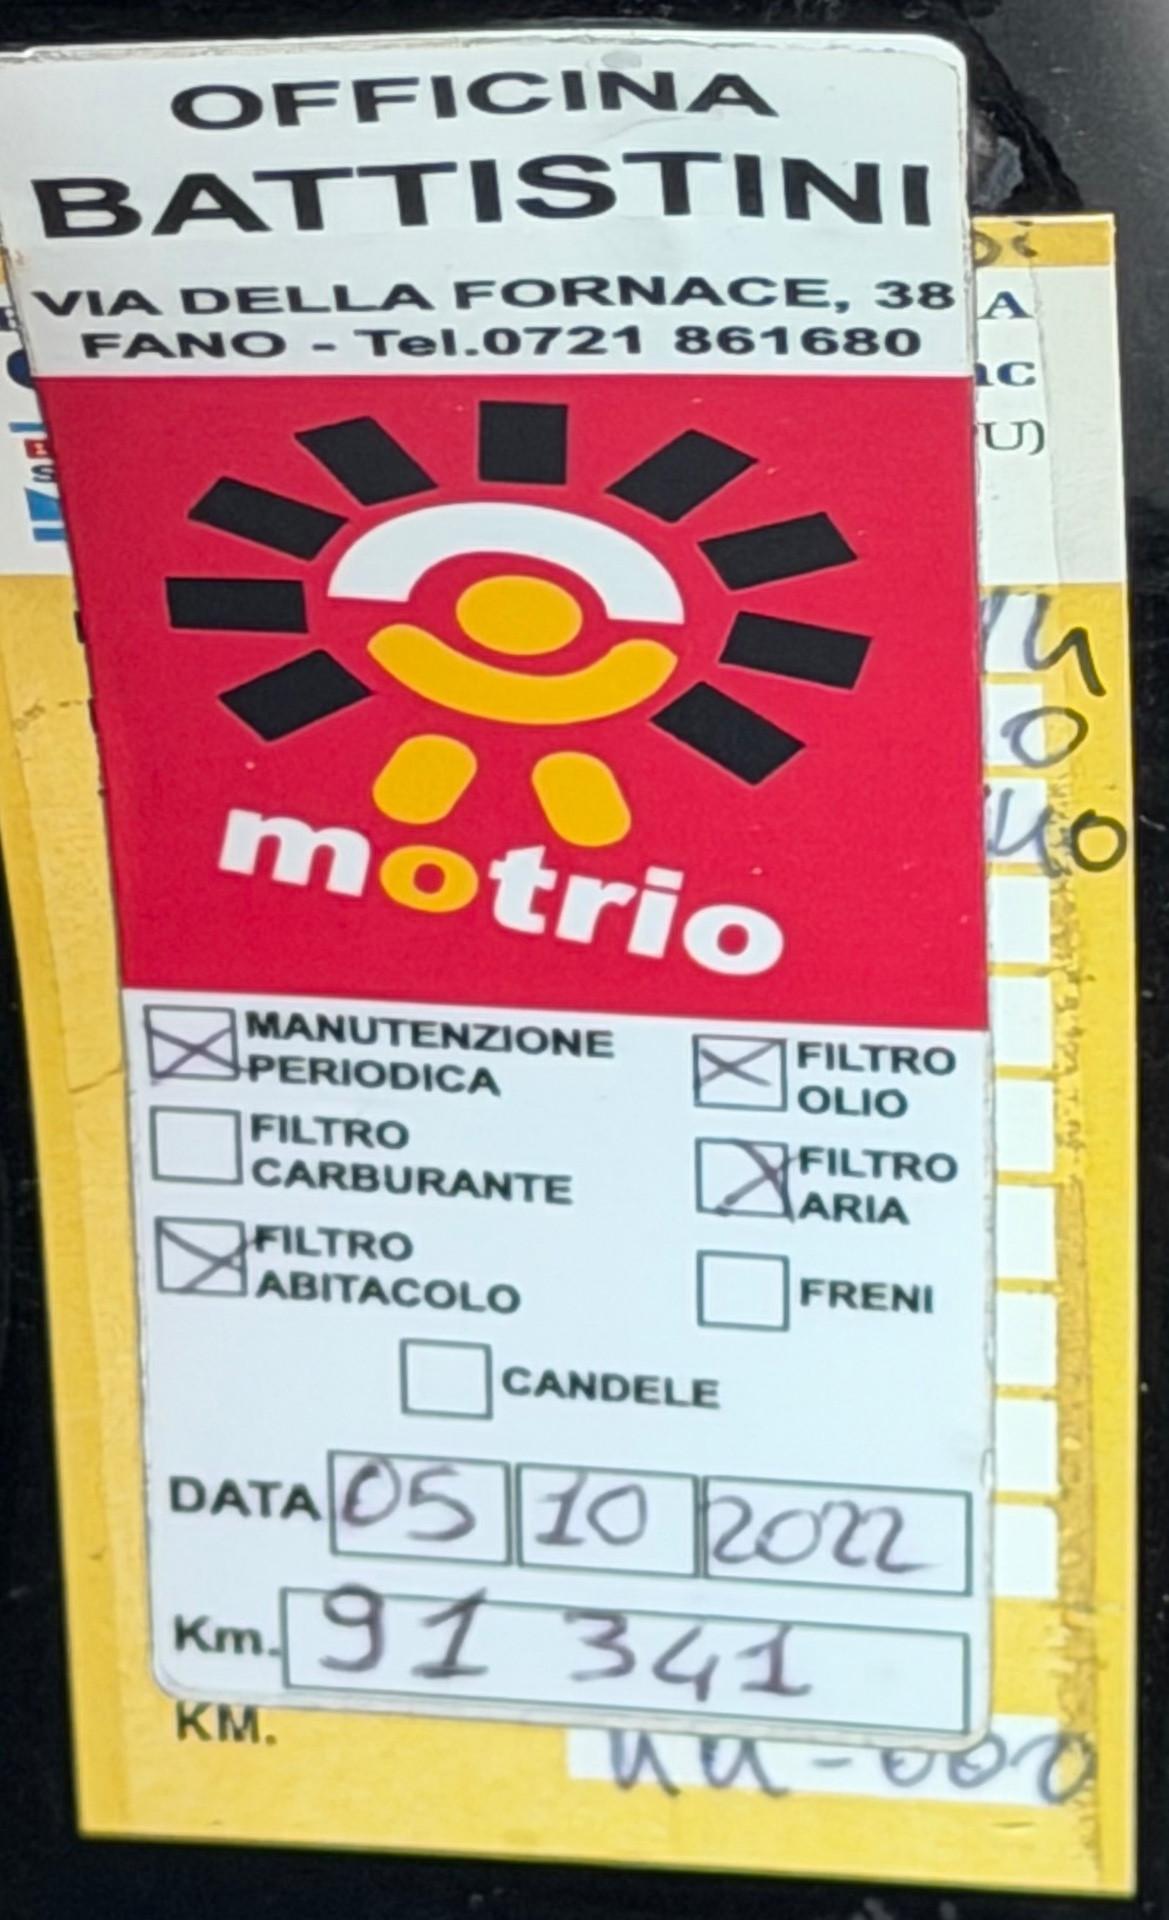 OFFICINA
BATTISTINI
VIA DELLA FORNACE, 38
FANO - Tel.0721 861680
A
U)
motrio
MANUTENZIONE
PERIODICA
FILTRO
OLIO
FILTRO
CARBURANTE
FILTRO
ARIA
FILTRO
ABITACOLO
FRENI
CANDELE
DATA 05 10 2022
Km. 91 341
KM.